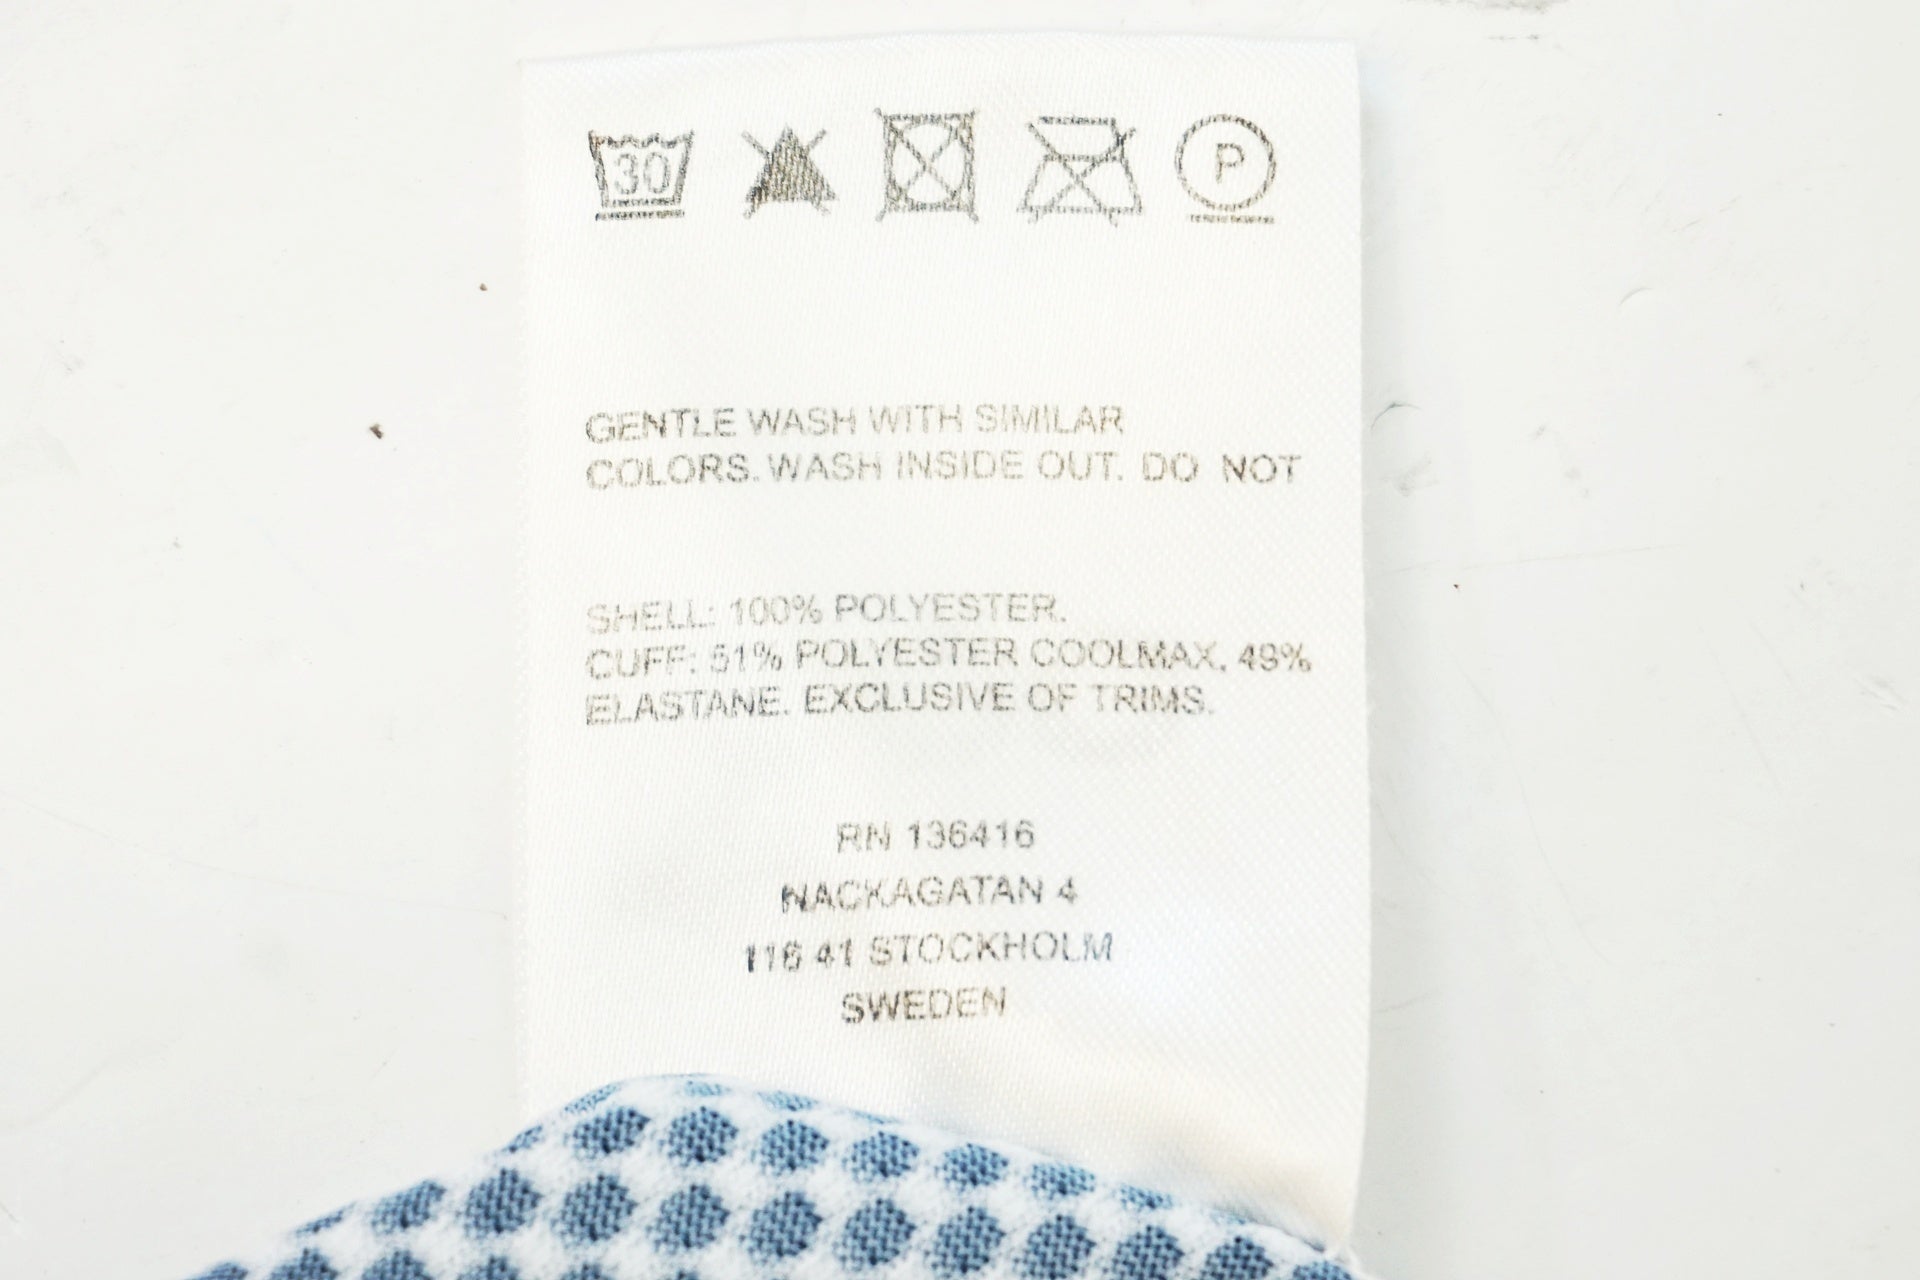 30
P
GENTLE WASH WITH SIMILAR
COLORS. WASH INSIDE OUT. DO NOT
SHELL: 100% POLYESTER.
CUFF: 51% POLYESTER COOLMAX, 49%
ELASTANE. EXCLUSIVE OF TRIMS.
RN 136416
NACKAGATAN 4
116 41 STOCKHOLM
SWEDEN